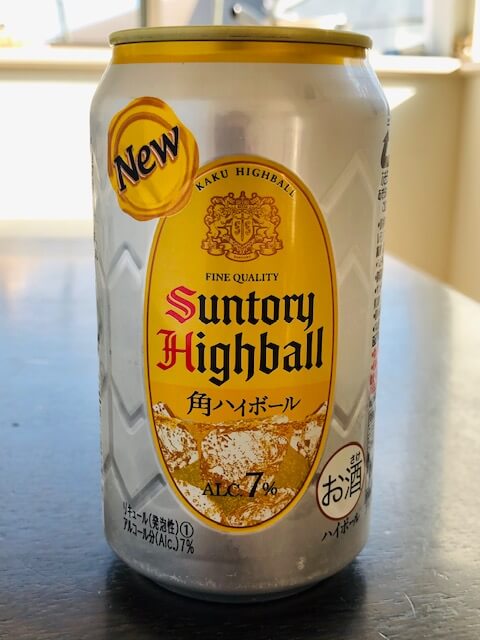 New
KAKU HIGHBALL
FINE QUALITY
Suntory
Highball
角ハイボール
ALC.7%
リキュール(発泡性)①
アルコール分(Alc.)7%
さけ
お酒
ハイボール